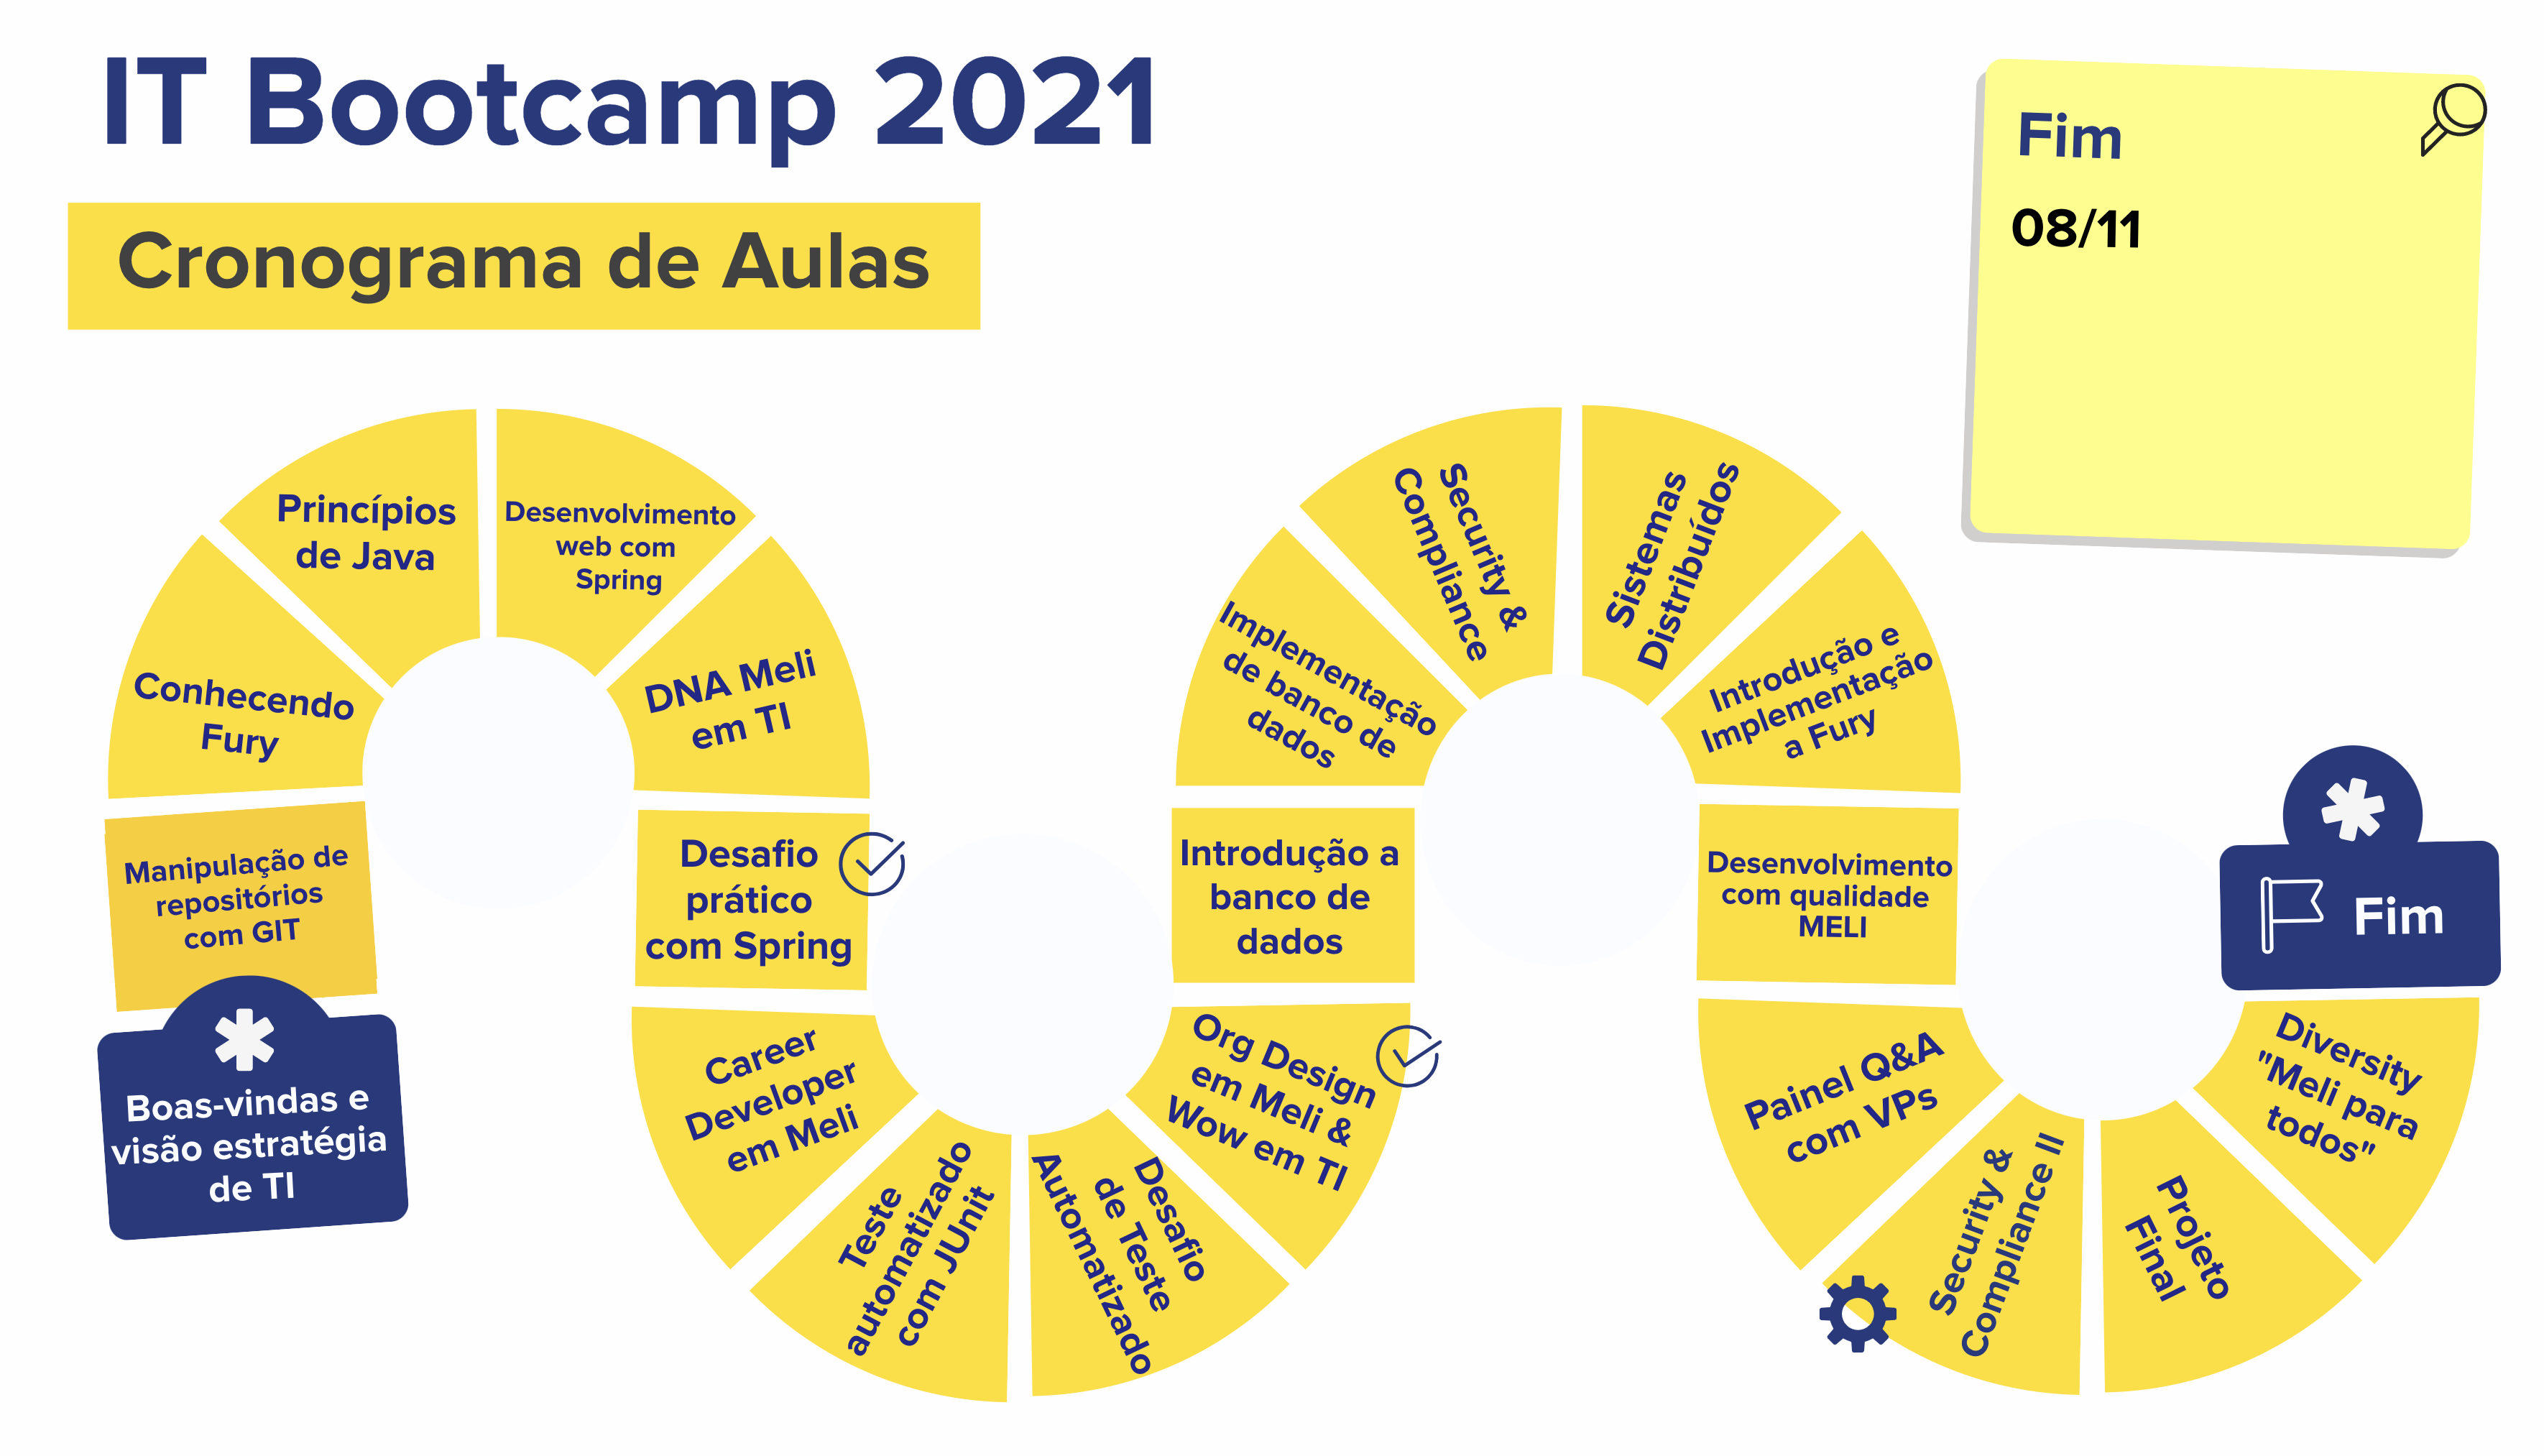 IT Bootcamp 2021
Cronograma de Aulas
Fim
08/11
Boas-vindas e
visão estratégia
de TI
Manipulação de
repositórios
com GIT
Conhecendo
Fury
Princípios
de Java
Desenvolvimento
web com
Spring
DNA Meli
em TI
Desafio
prático
com Spring
Career
Developer
em Meli
Teste
automatizado
com JUnit
Desafio
de Teste
Automatizado
Org Design
em Meli &
Wow em TI
Introdução a
banco de
dados
Implementação
de banco de
dados
Security &
Compliance
Sistemas
Distribuídos
Introdução e
Implementação
a Fury
Desenvolvimento
com qualidade
MELI
Painel Q&A
com VPs
Security &
Compliance II
Projeto
Final
Diversity
"Meli para
todos"
Fim